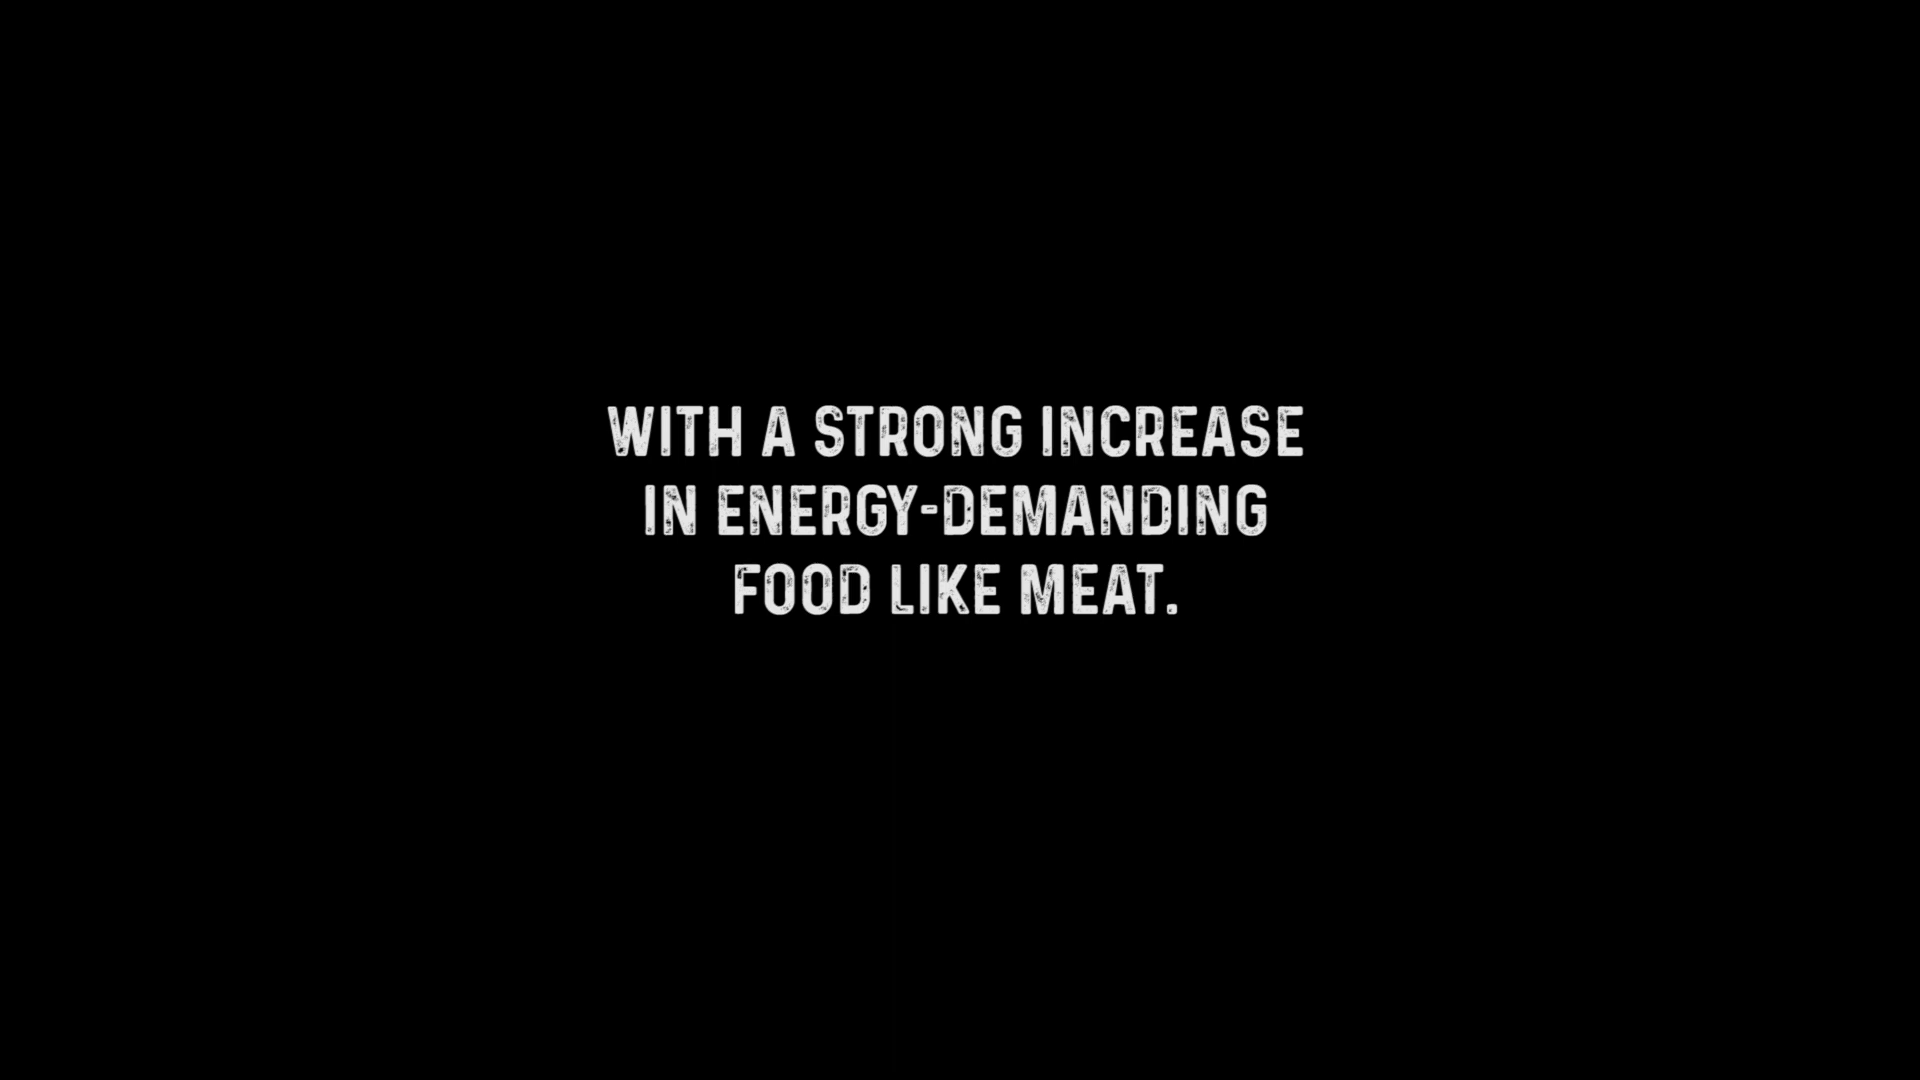 WITH A STRONG INCREASE
IN ENERGY-DEMANDING
FOOD LIKE MEAT.